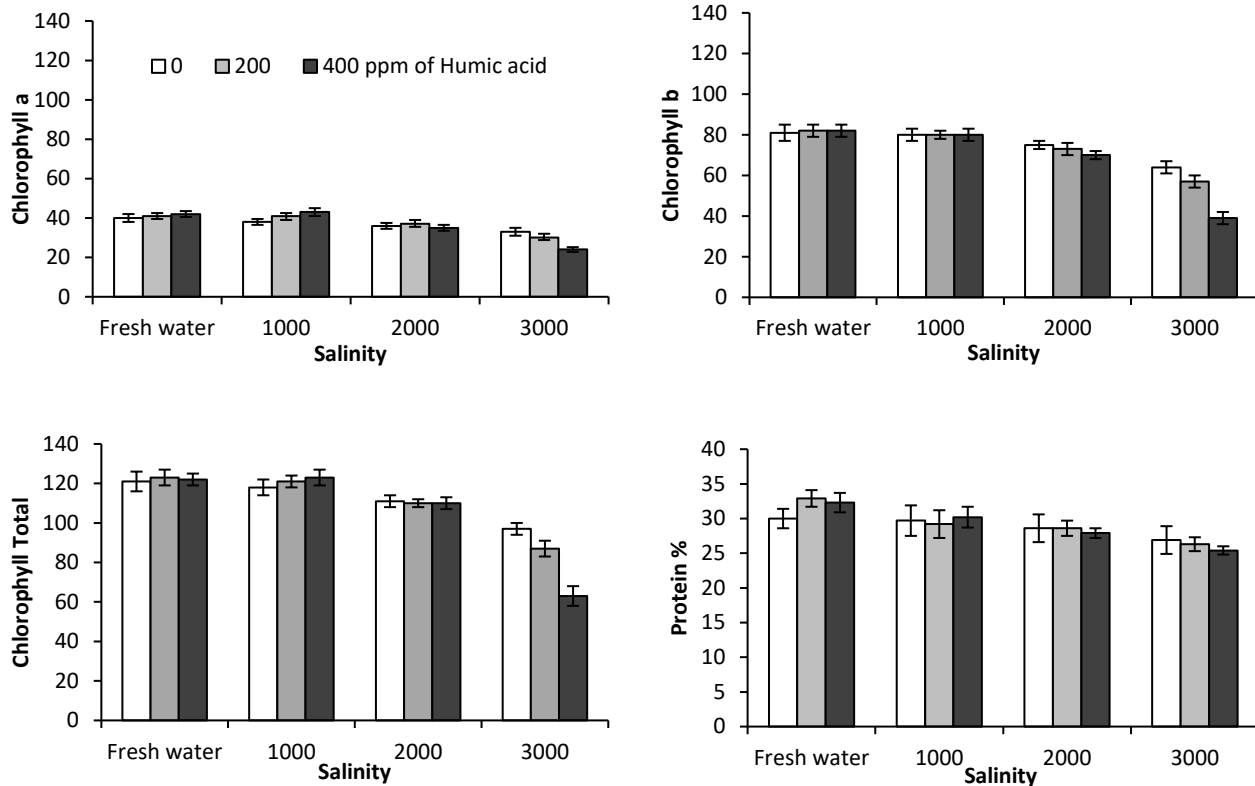 140
120
100
80
60
40
20
0
Chlorophyll a
0 200 400 ppm of Humic acid
Fresh water 1000 2000 3000
Salinity
140
120
100
80
60
40
20
0
Chlorophyll b
Fresh water 1000 2000 3000
Salinity
140
120
100
80
60
40
20
0
Chlorophyll Total
Fresh water 1000 2000 3000
Salinity
40
35
30
25
20
15
10
5
0
Protein %
Fresh water 1000 2000 3000
Salinity